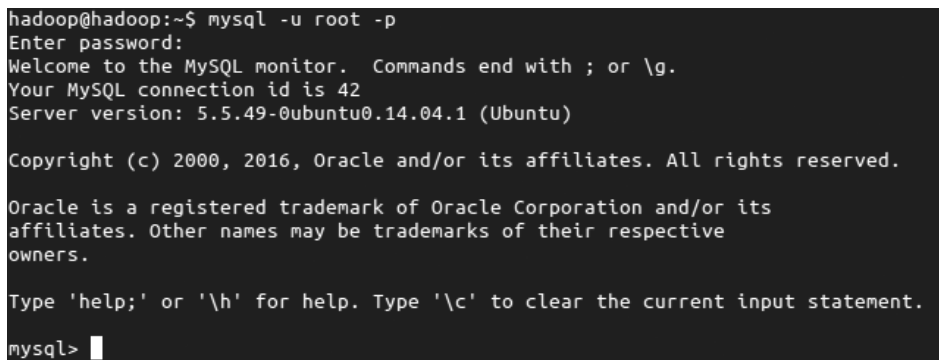 hadoop@hadoop:~$ mysql -u root -p
Enter password:
Welcome to the MySQL monitor.  Commands end with ; or \g.
Your MySQL connection id is 42
Server version: 5.5.49-0ubuntu0.14.04.1 (Ubuntu)
Copyright (c) 2000, 2016, Oracle and/or its affiliates. All rights reserved.
Oracle is a registered trademark of Oracle Corporation and/or its
affiliates. Other names may be trademarks of their respective
owners.
Type 'help;' or '\h' for help. Type '\c' to clear the current input statement.
mysql>